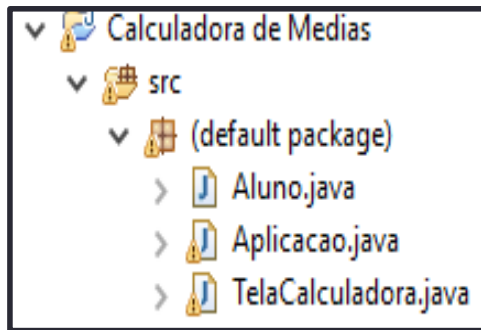 Calculadora de Medias
src
(default package)
Aluno.java
Aplicacao.java
TelaCalculadora.java